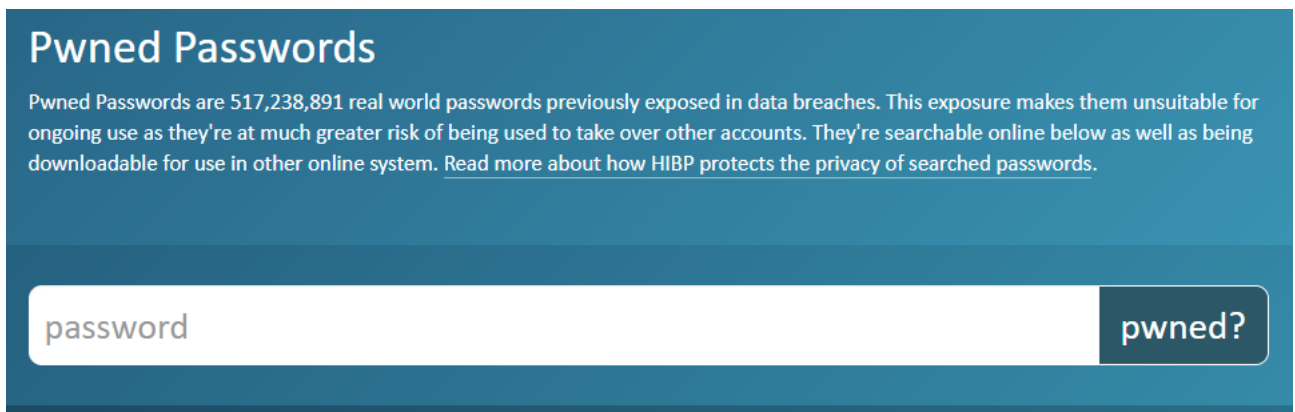 Pwned Passwords
Pwned Passwords are 517,238,891 real world passwords previously exposed in data breaches. This exposure makes them unsuitable for
ongoing use as they're at much greater risk of being used to take over other accounts. They're searchable online below as well as being
downloadable for use in other online system. Read more about how HIBP protects the privacy of searched passwords.
password
pwned?